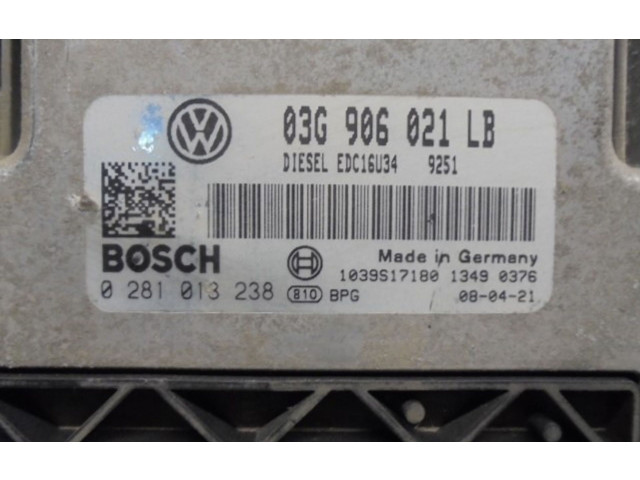 03G 906 021 LB
DIESEL EDC16U34 9251
BOSCH
Made in Germany
1039S17180 1349 0376
0 281 013 238 810 BPG 08-04-21